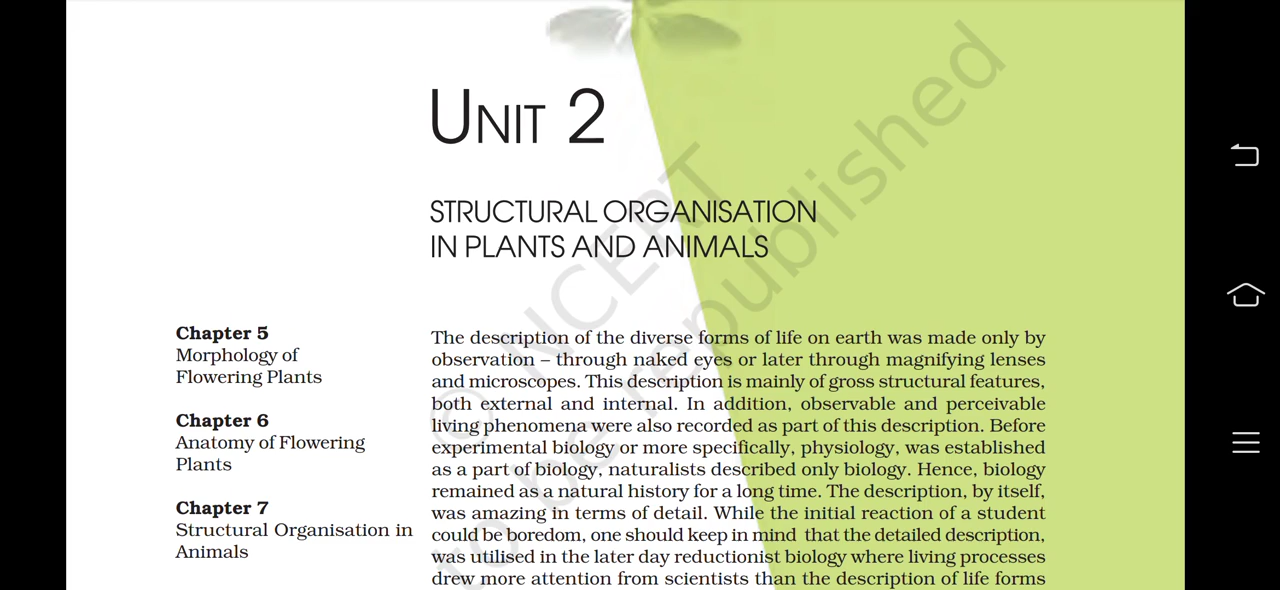 UNIT 2
STRUCTURAL ORGANISATION
IN PLANTS AND ANIMALS
Chapter 5
Morphology of
Flowering Plants
Chapter 6
Anatomy of Flowering
Plants
Chapter 7
Structural Organisation in
Animals
The description of the diverse forms of life on earth was made only by
observation – through naked eyes or later through magnifying lenses
and microscopes. This description is mainly of gross structural features,
both external and internal. In addition, observable and perceivable
living phenomena were also recorded as part of this description. Before
experimental biology or more specifically, physiology, was established
as a part of biology, naturalists described only biology. Hence, biology
remained as a natural history for a long time. The description, by itself,
was amazing in terms of detail. While the initial reaction of a student
could be boredom, one should keep in mind that the detailed description,
was utilised in the later day reductionist biology where living processes
drew more attention from scientists than the description of life forms
© NCERT
to be republished